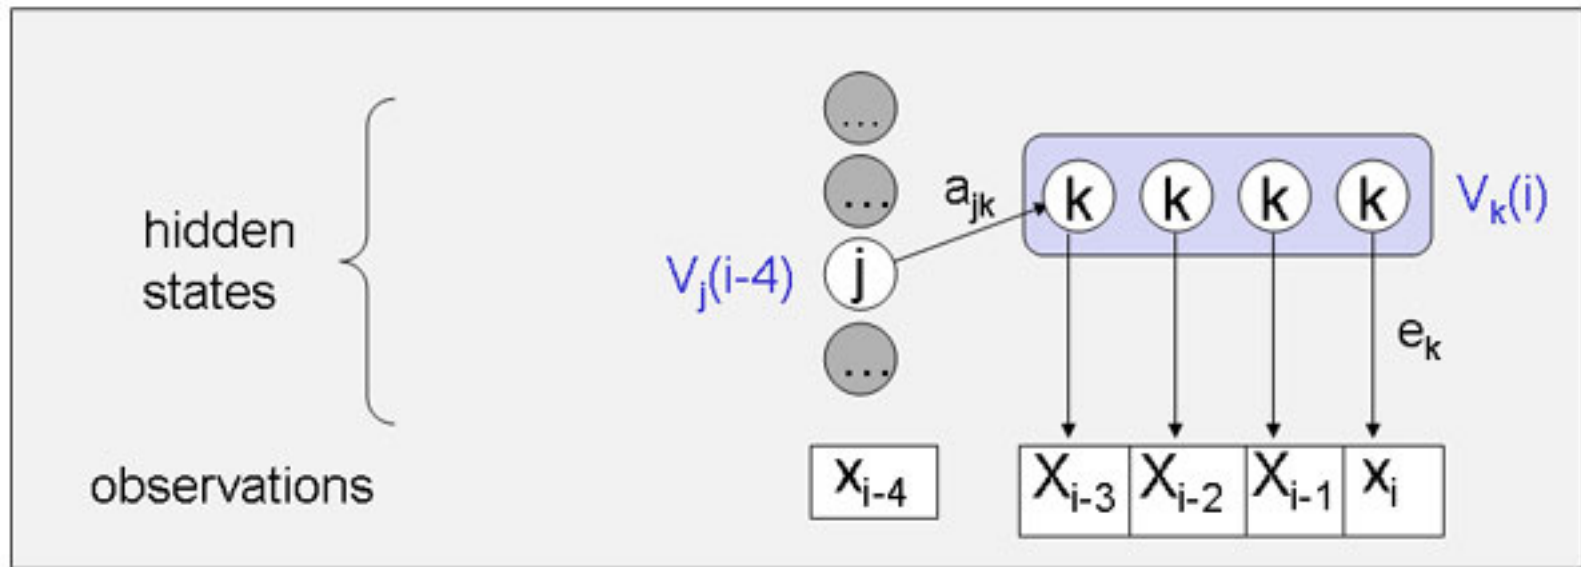 ...
...
a_jk
k k k k
V_k(i)
hidden
states
V_j(i-4)
j
...
e_k
observations
x_i-4
X_i-3 X_i-2 X_i-1 x_i